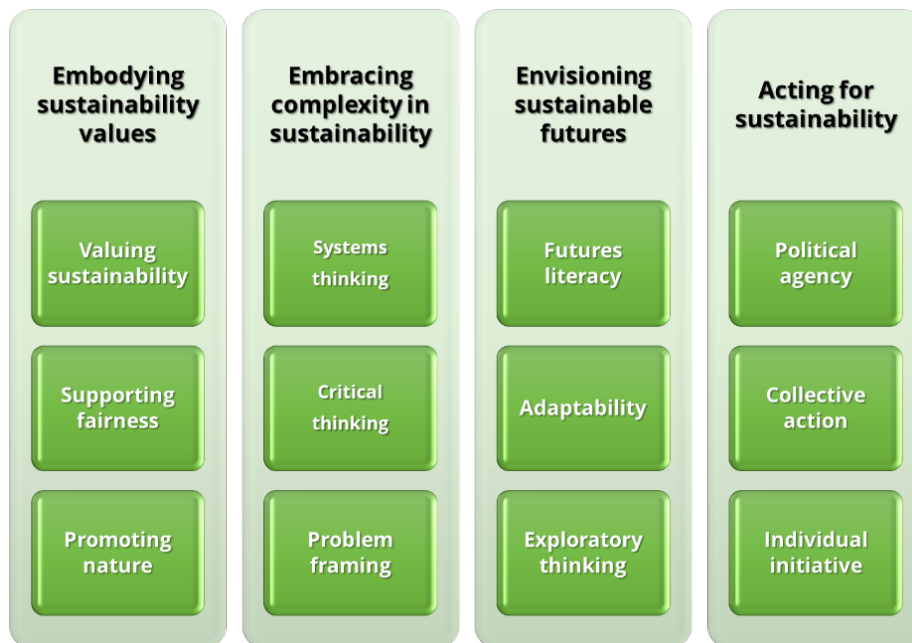 Embodying
sustainability
values
Valuing
sustainability
Supporting
fairness
Promoting
nature
Embracing
complexity in
sustainability
Systems
thinking
Critical
thinking
Problem
framing
Envisioning
sustainable
futures
Futures
literacy
Adaptability
Exploratory
thinking
Acting for
sustainability
Political
agency
Collective
action
Individual
initiative